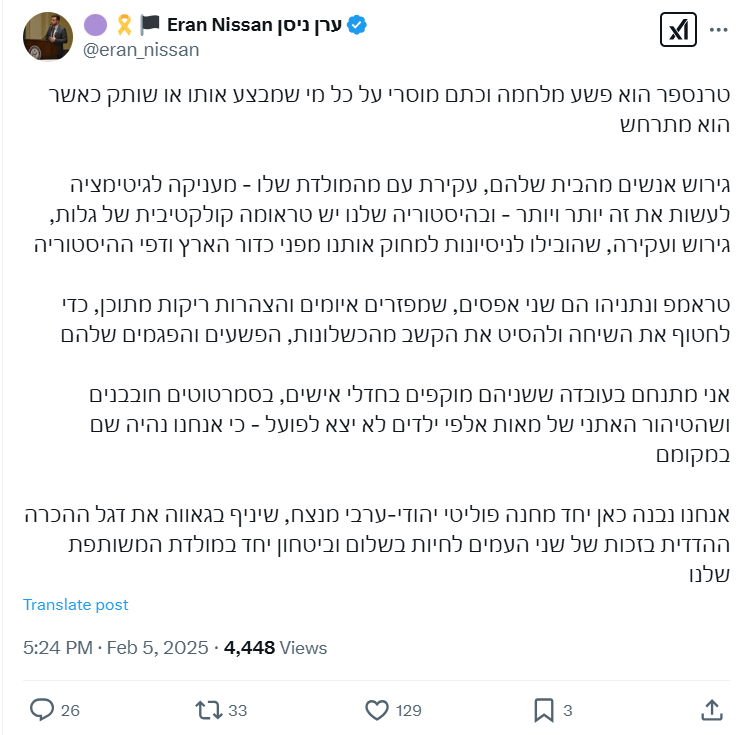 Eran Nissan ערן ניסן
@eran_nissan
טרנספר הוא פשע מלחמה וכתם מוסרי על כל מי שמבצע אותו או שותק כאשר
הוא מתרחש
גירוש אנשים מהבית שלהם, עקירת עם מהמולדת שלו - מעניקה לגיטימציה
לעשות את זה יותר ויותר - ובהיסטוריה שלנו יש טראומה קולקטיבית של גלות,
גירוש ועקירה, שהובילו לניסיונות למחוק אותנו מפני כדור הארץ ודפי ההיסטוריה
טראמפ ונתניהו הם שני אפסים, שמפזרים איומים והצהרות ריקות מתוכן, כדי
לחטוף את השיחה ולהסיט את הקשב מהכשלונות, הפשעים והפגמים שלהם
אני מתנחם בעובדה ששניהם מוקפים בחדלי אישים, בסמרטוטים חובבנים
ושהטיהור האתני של מאות אלפי ילדים לא יצא לפועל - כי אנחנו נהיה שם
במקומם
אנחנו נבנה כאן יחד מחנה פוליטי יהודי-ערבי מנצח, שיניף בגאווה את דגל ההכרה
ההדדית בזכות של שני העמים לחיות בשלום וביטחון יחד במולדת המשותפת
שלנו
Translate post
5:24 PM · Feb 5, 2025 · 4,448 Views
26 33 129 3